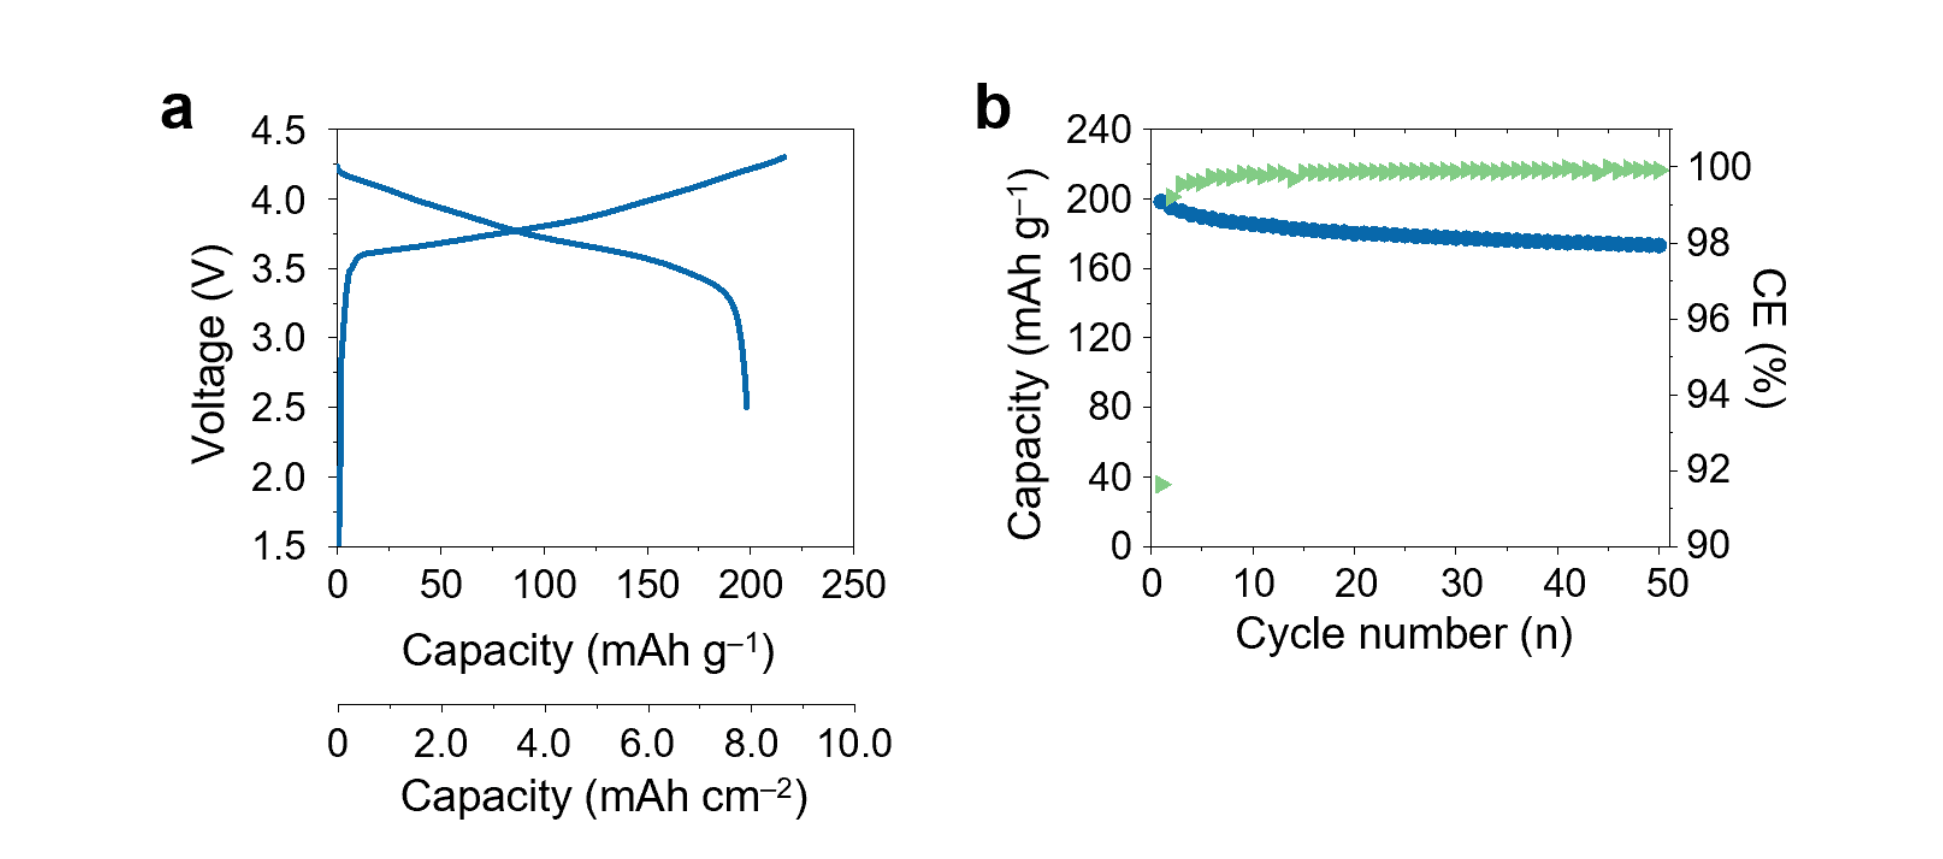 a
4.5
4.0
3.5
3.0
2.5
2.0
1.5
Voltage (V)
0 50 100 150 200 250
Capacity (mAh g⁻¹)
0 2.0 4.0 6.0 8.0 10.0
Capacity (mAh cm⁻²)
b
240
200
160
120
80
40
0
Capacity (mAh g⁻¹)
100
98
96
94
92
90
CE (%)
0 10 20 30 40 50
Cycle number (n)